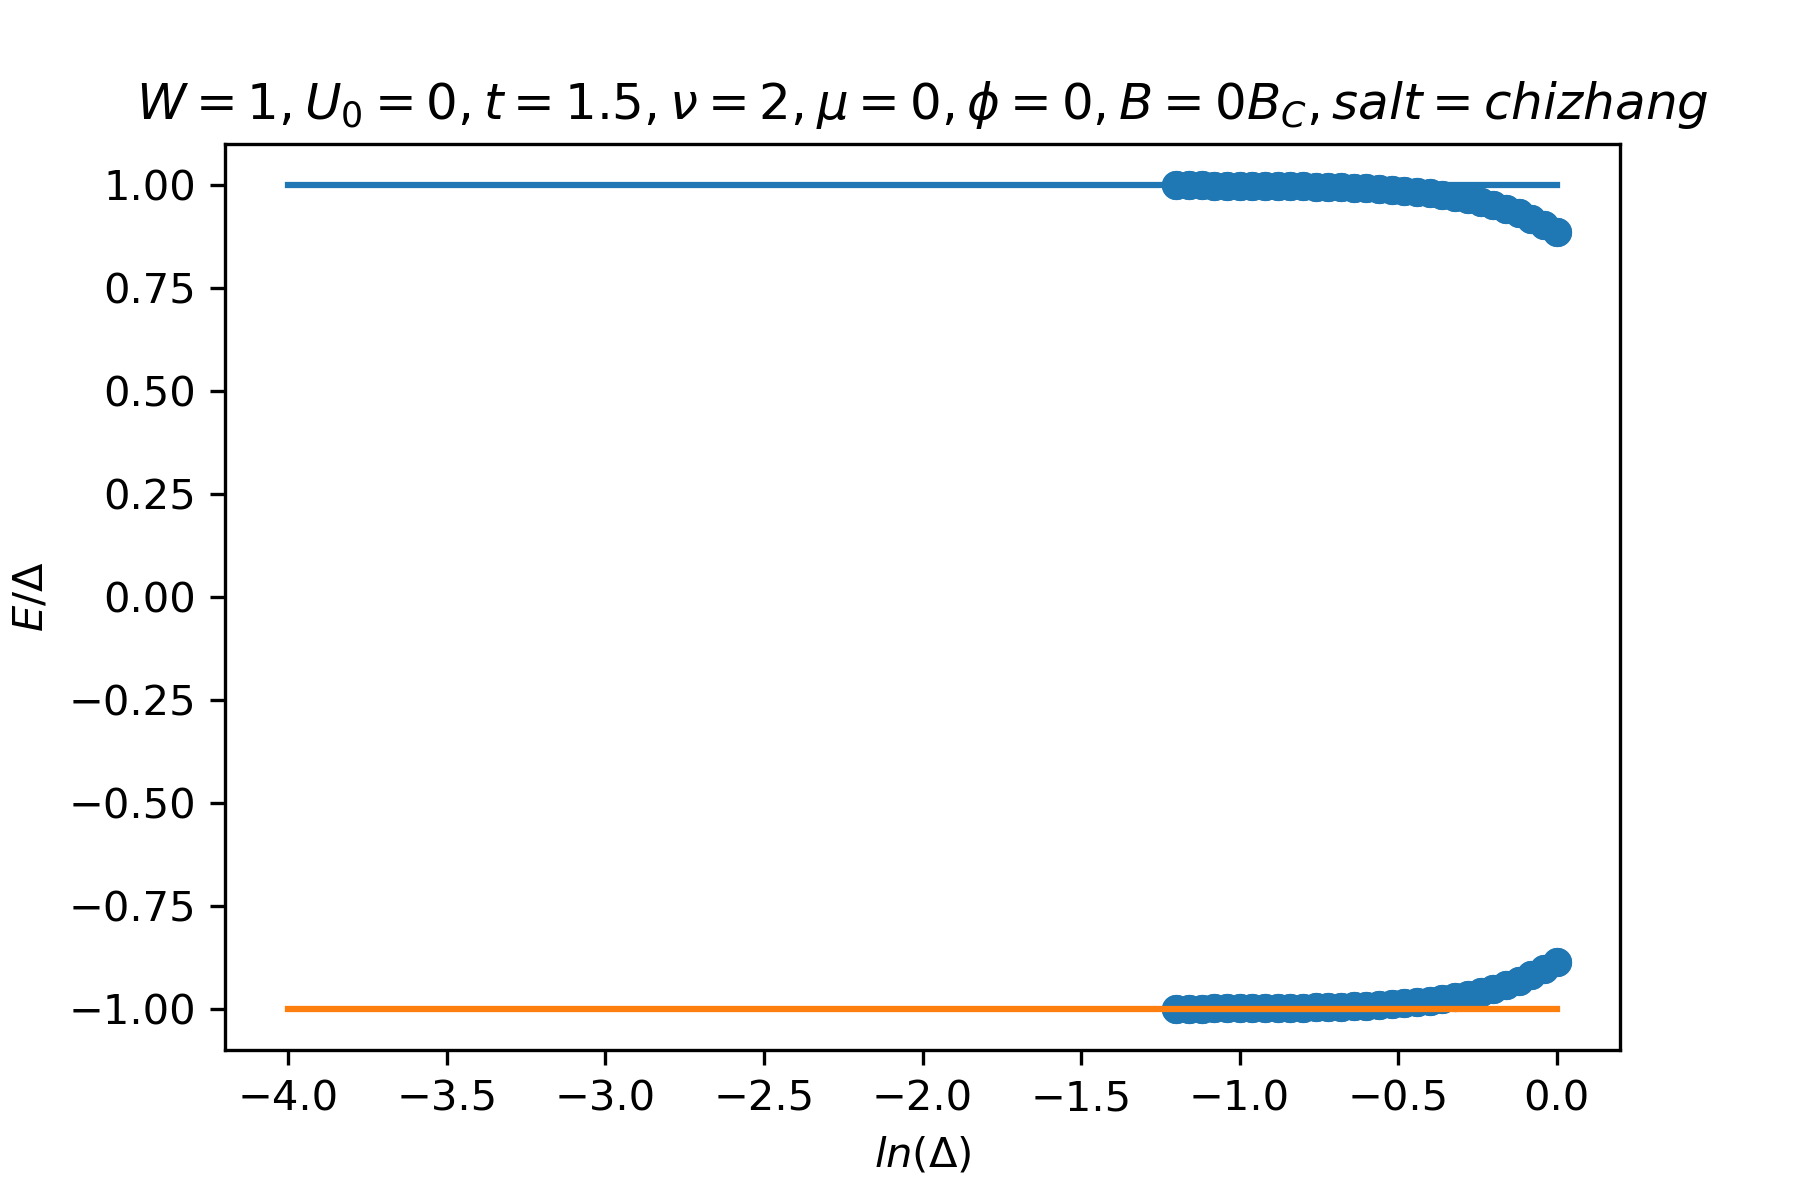 W = 1, U₀ = 0, t = 1.5, ν = 2, μ = 0, ϕ = 0, B = 0B_C, salt = chizhang
1.00
0.75
0.50
0.25
0.00
−0.25
−0.50
−0.75
−1.00
E/Δ
−4.0 −3.5 −3.0 −2.5 −2.0 −1.5 −1.0 −0.5 0.0
ln(Δ)